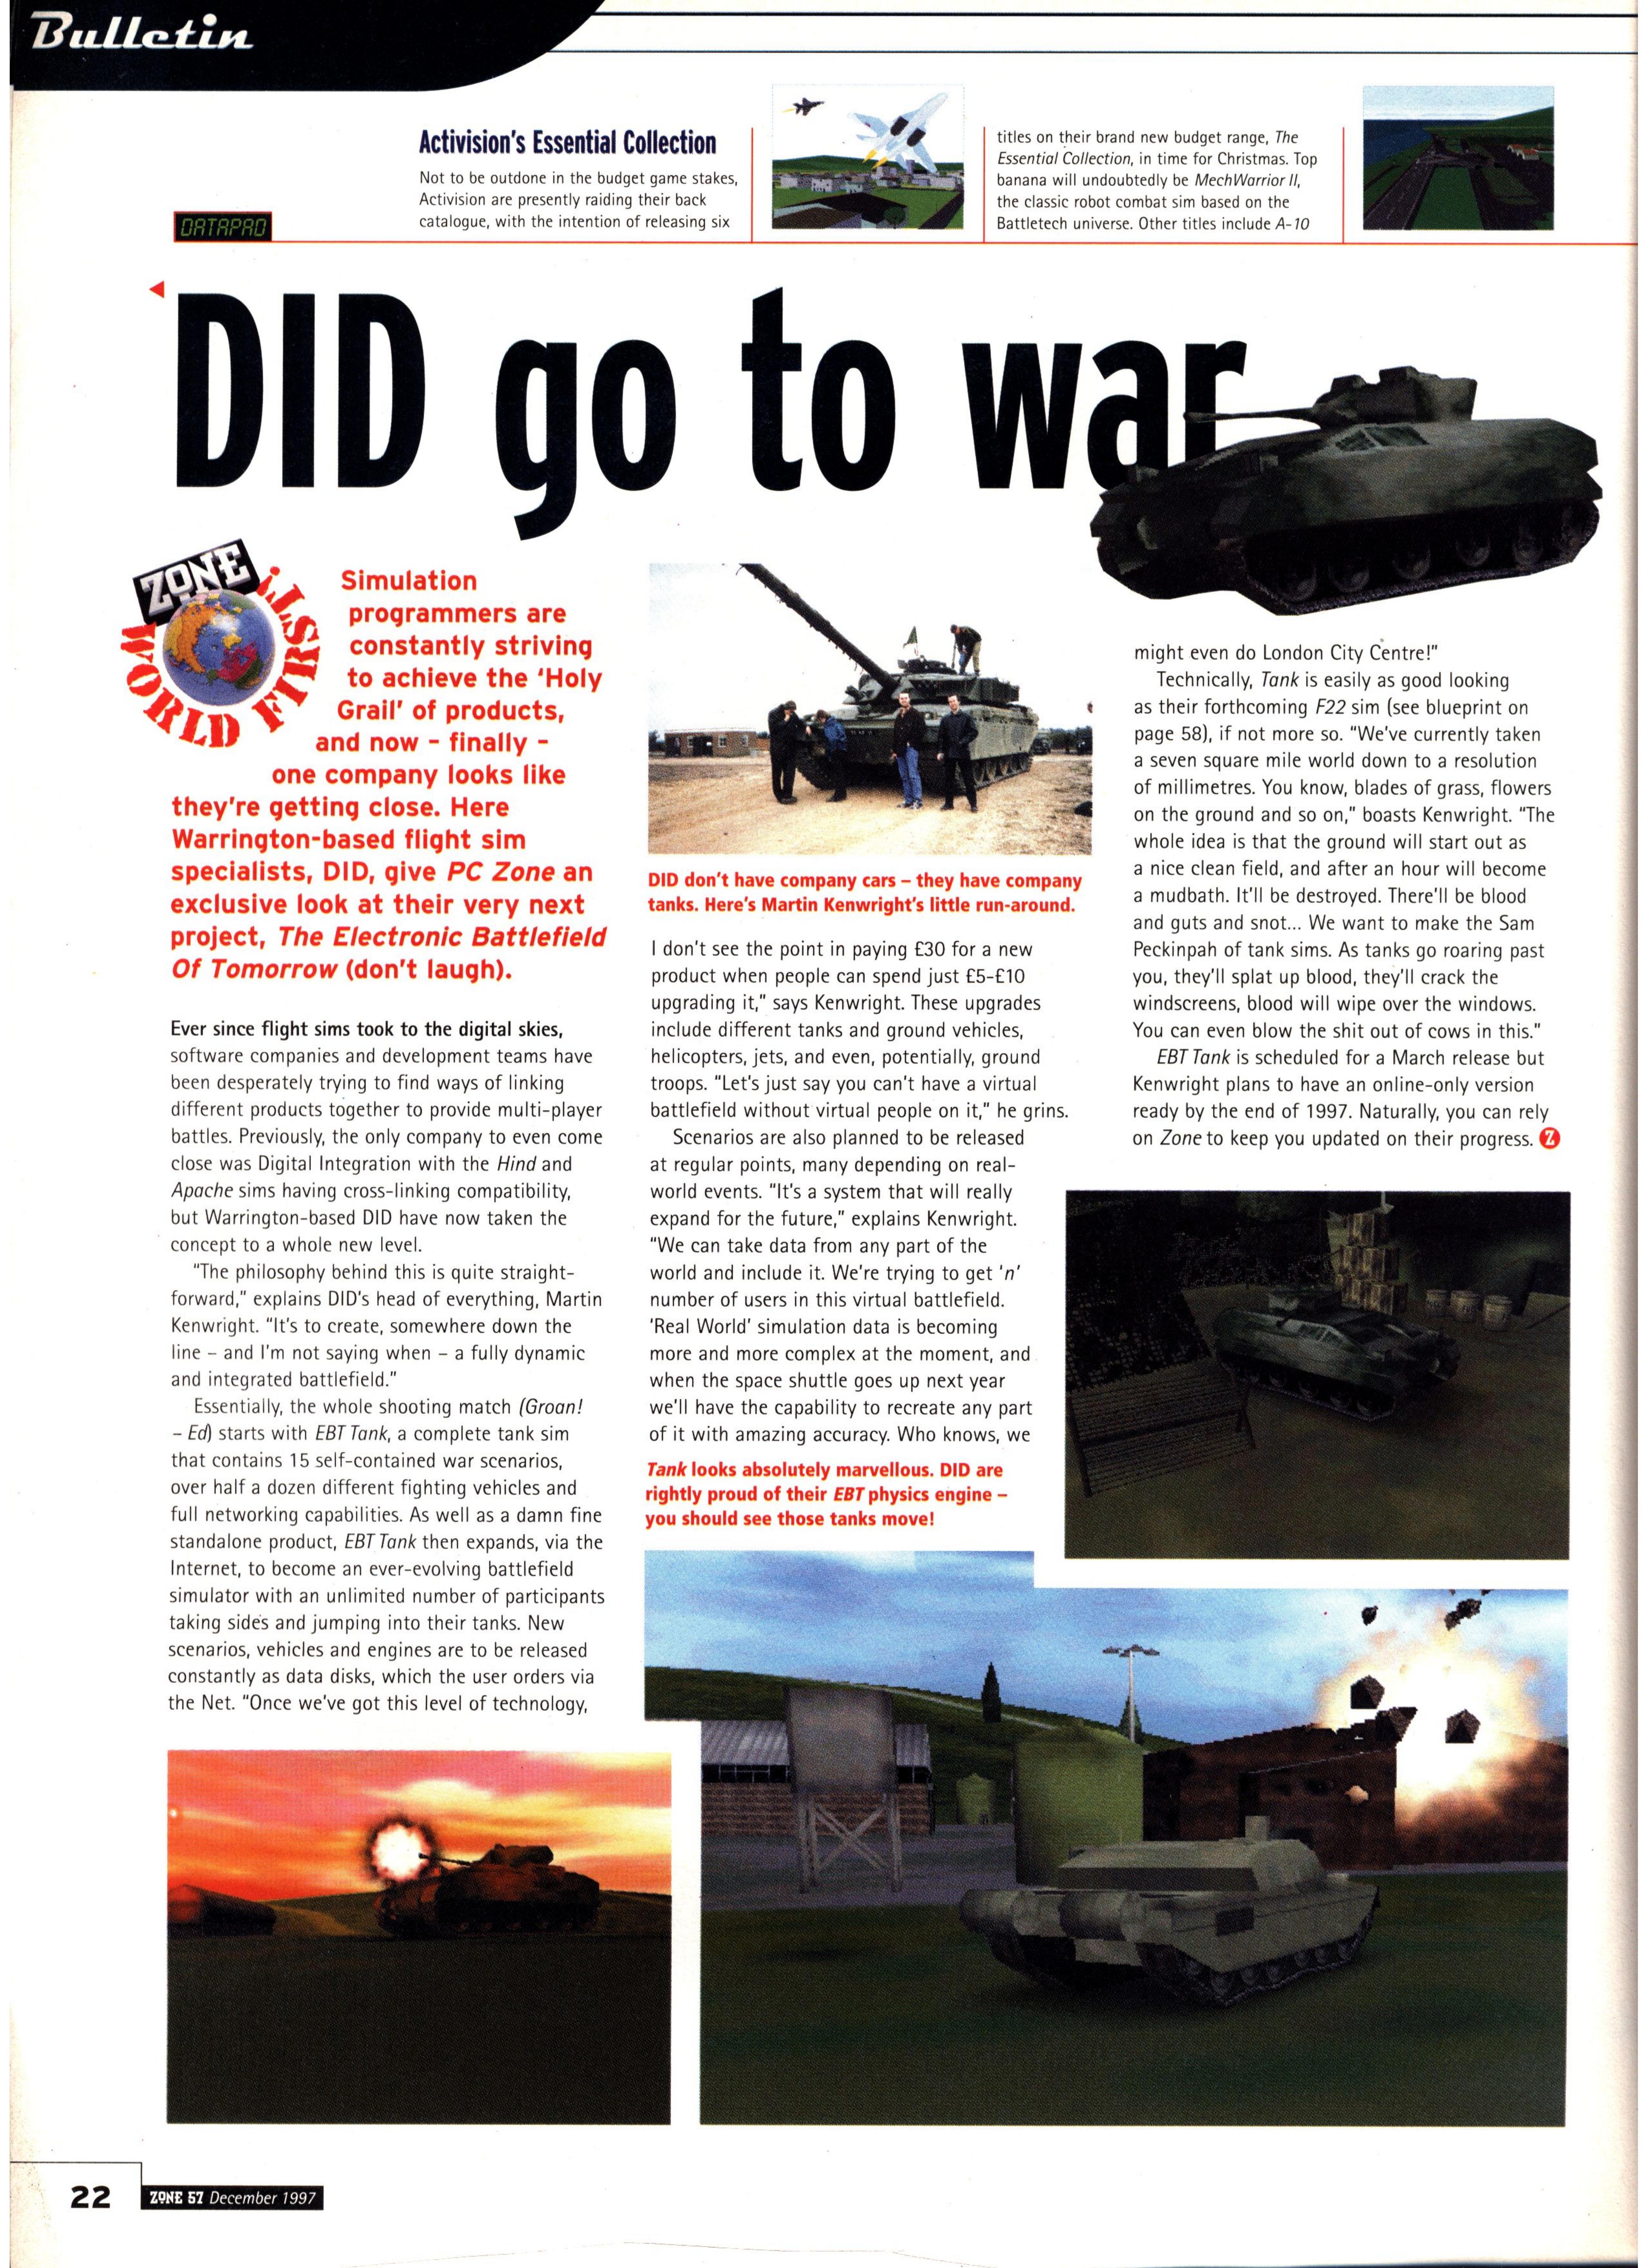 Bulletin
Activision's Essential Collection
Not to be outdone in the budget game stakes,
Activision are presently raiding their back
catalogue, with the intention of releasing six
titles on their brand new budget range, The
Essential Collection, in time for Christmas. Top
banana will undoubtedly be MechWarrior II,
the classic robot combat sim based on the
Battletech universe. Other titles include A-10
DATAPAD
DID go to war
ZONE
WORLD FIRST!
Simulation
programmers are
constantly striving
to achieve the 'Holy
Grail' of products,
and now – finally –
one company looks like
they're getting close. Here
Warrington-based flight sim
specialists, DID, give PC Zone an
exclusive look at their very next
project, The Electronic Battlefield
Of Tomorrow (don't laugh).
Ever since flight sims took to the digital skies,
software companies and development teams have
been desperately trying to find ways of linking
different products together to provide multi-player
battles. Previously, the only company to even come
close was Digital Integration with the Hind and
Apache sims having cross-linking compatibility,
but Warrington-based DID have now taken the
concept to a whole new level.
"The philosophy behind this is quite straight-
forward," explains DID's head of everything, Martin
Kenwright. "It's to create, somewhere down the
line – and I'm not saying when – a fully dynamic
and integrated battlefield."
Essentially, the whole shooting match (Groan!
– Ed) starts with EBT Tank, a complete tank sim
that contains 15 self-contained war scenarios,
over half a dozen different fighting vehicles and
full networking capabilities. As well as a damn fine
standalone product, EBT Tank then expands, via the
Internet, to become an ever-evolving battlefield
simulator with an unlimited number of participants
taking sides and jumping into their tanks. New
scenarios, vehicles and engines are to be released
constantly as data disks, which the user orders via
the Net. "Once we've got this level of technology,
DID don't have company cars – they have company
tanks. Here's Martin Kenwright's little run-around.
I don't see the point in paying £30 for a new
product when people can spend just £5-£10
upgrading it," says Kenwright. These upgrades
include different tanks and ground vehicles,
helicopters, jets, and even, potentially, ground
troops. "Let's just say you can't have a virtual
battlefield without virtual people on it," he grins.
Scenarios are also planned to be released
at regular points, many depending on real-
world events. "It's a system that will really
expand for the future," explains Kenwright.
"We can take data from any part of the
world and include it. We're trying to get 'n'
number of users in this virtual battlefield.
'Real World' simulation data is becoming
more and more complex at the moment, and
when the space shuttle goes up next year
we'll have the capability to recreate any part
of it with amazing accuracy. Who knows, we
Tank looks absolutely marvellous. DID are
rightly proud of their EBT physics engine –
you should see those tanks move!
might even do London City Centre!"
Technically, Tank is easily as good looking
as their forthcoming F22 sim (see blueprint on
page 58), if not more so. "We've currently taken
a seven square mile world down to a resolution
of millimetres. You know, blades of grass, flowers
on the ground and so on," boasts Kenwright. "The
whole idea is that the ground will start out as
a nice clean field, and after an hour will become
a mudbath. It'll be destroyed. There'll be blood
and guts and snot... We want to make the Sam
Peckinpah of tank sims. As tanks go roaring past
you, they'll splat up blood, they'll crack the
windscreens, blood will wipe over the windows.
You can even blow the shit out of cows in this."
EBT Tank is scheduled for a March release but
Kenwright plans to have an online-only version
ready by the end of 1997. Naturally, you can rely
on Zone to keep you updated on their progress. Z
22
ZONE 57 December 1997